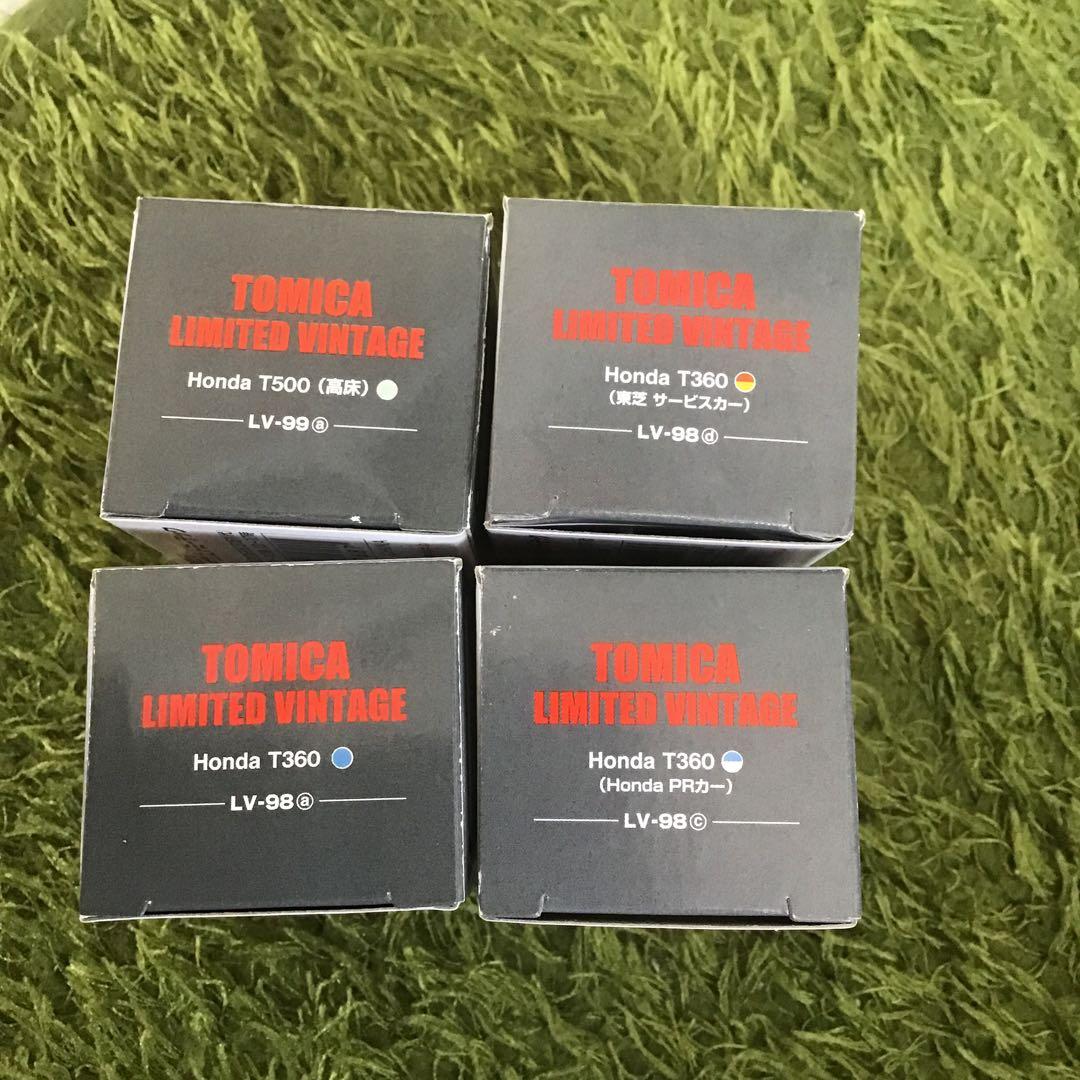 TOMICA
LIMITED VINTAGE
Honda T500（高床）
LV-99ⓐ
TOMICA
LIMITED VINTAGE
Honda T360
（東芝 サービスカー）
LV-98ⓓ
TOMICA
LIMITED VINTAGE
Honda T360
LV-98ⓐ
TOMICA
LIMITED VINTAGE
Honda T360
（Honda PRカー）
LV-98ⓒ